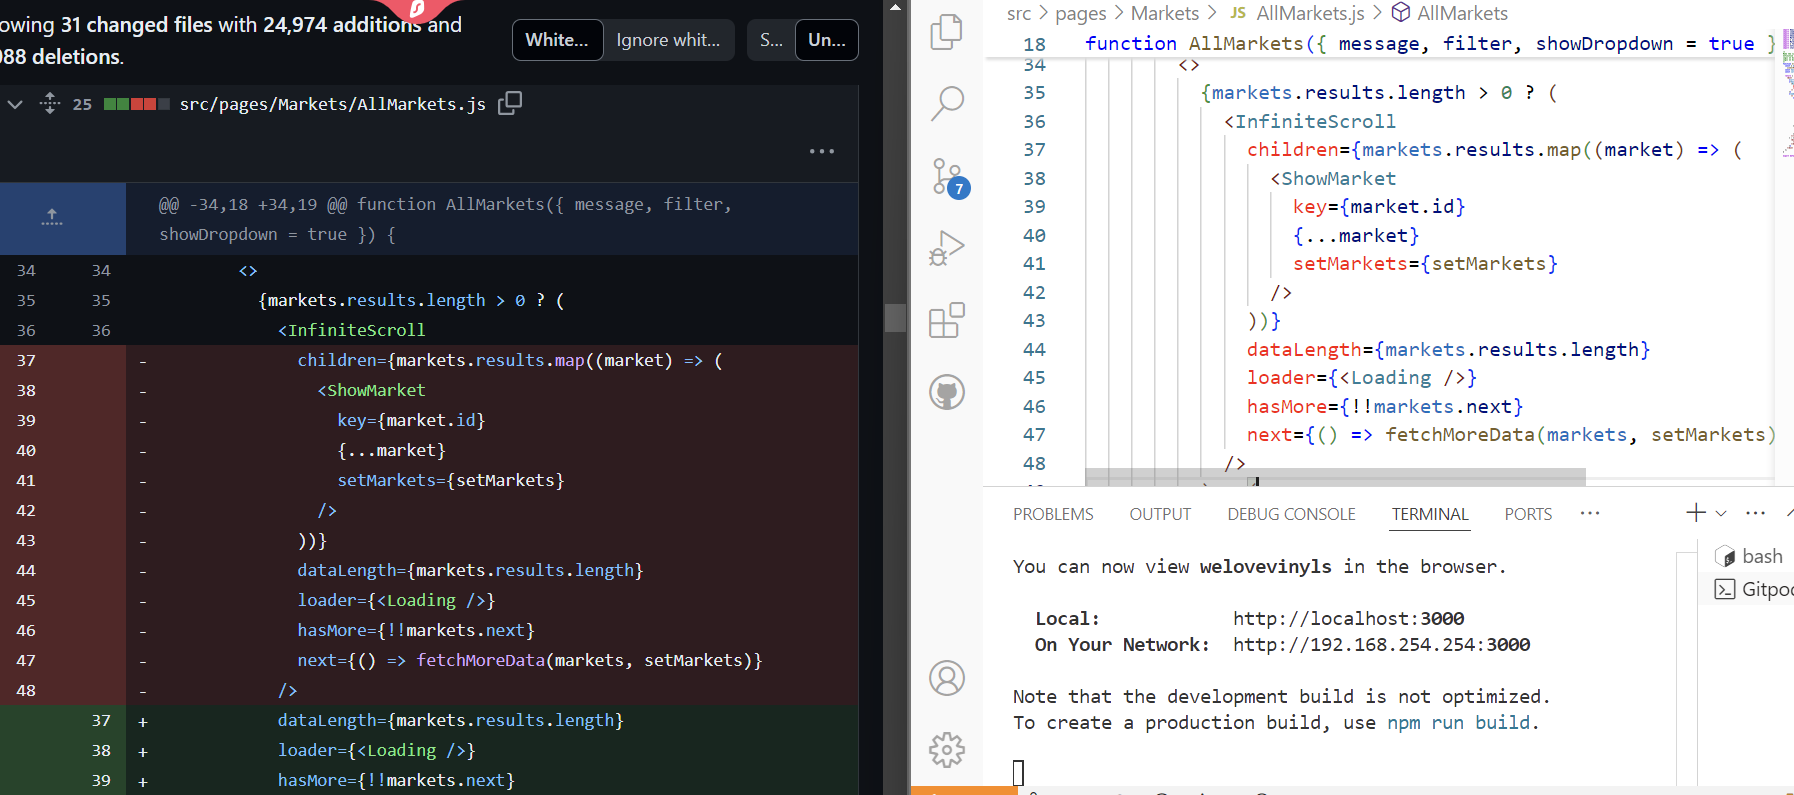 owing 31 changed files with 24,974 additions and
988 deletions.
White...
Ignore whit...
S...
Un...
25 src/pages/Markets/AllMarkets.js
@@ -34,18 +34,19 @@ function AllMarkets({ message, filter,
showDropdown = true }) {
34 34 <>
35 35 {markets.results.length > 0 ? (
36 36 <InfiniteScroll
37 - children={markets.results.map((market) => (
38 - <ShowMarket
39 - key={market.id}
40 - {...market}
41 - setMarkets={setMarkets}
42 - />
43 - ))}
44 - dataLength={markets.results.length}
45 - loader={<Loading />}
46 - hasMore={!!markets.next}
47 - next={() => fetchMoreData(markets, setMarkets)}
48 - />
37 + dataLength={markets.results.length}
38 + loader={<Loading />}
39 + hasMore={!!markets.next}
7
src > pages > Markets > JS AllMarkets.js > AllMarkets
18 function AllMarkets({ message, filter, showDropdown = true }
34 <>
35 {markets.results.length > 0 ? (
36 <InfiniteScroll
37 children={markets.results.map((market) => (
38 <ShowMarket
39 key={market.id}
40 {...market}
41 setMarkets={setMarkets}
42 />
43 ))}
44 dataLength={markets.results.length}
45 loader={<Loading />}
46 hasMore={!!markets.next}
47 next={() => fetchMoreData(markets, setMarkets)
48 />
PROBLEMS OUTPUT DEBUG CONSOLE TERMINAL PORTS ...
You can now view welovevinyls in the browser.
Local: http://localhost:3000
On Your Network: http://192.168.254.254:3000
Note that the development build is not optimized.
To create a production build, use npm run build.
bash
Gitpod